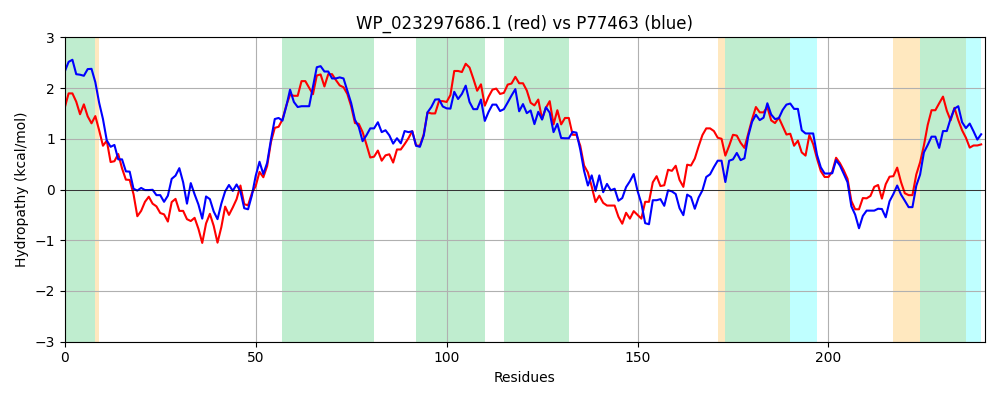 WP_023297686.1 (red) vs P77463 (blue)
3
2
1
0
−1
−2
−3
Hydropathy (kcal/mol)
0 50 100 150 200
Residues